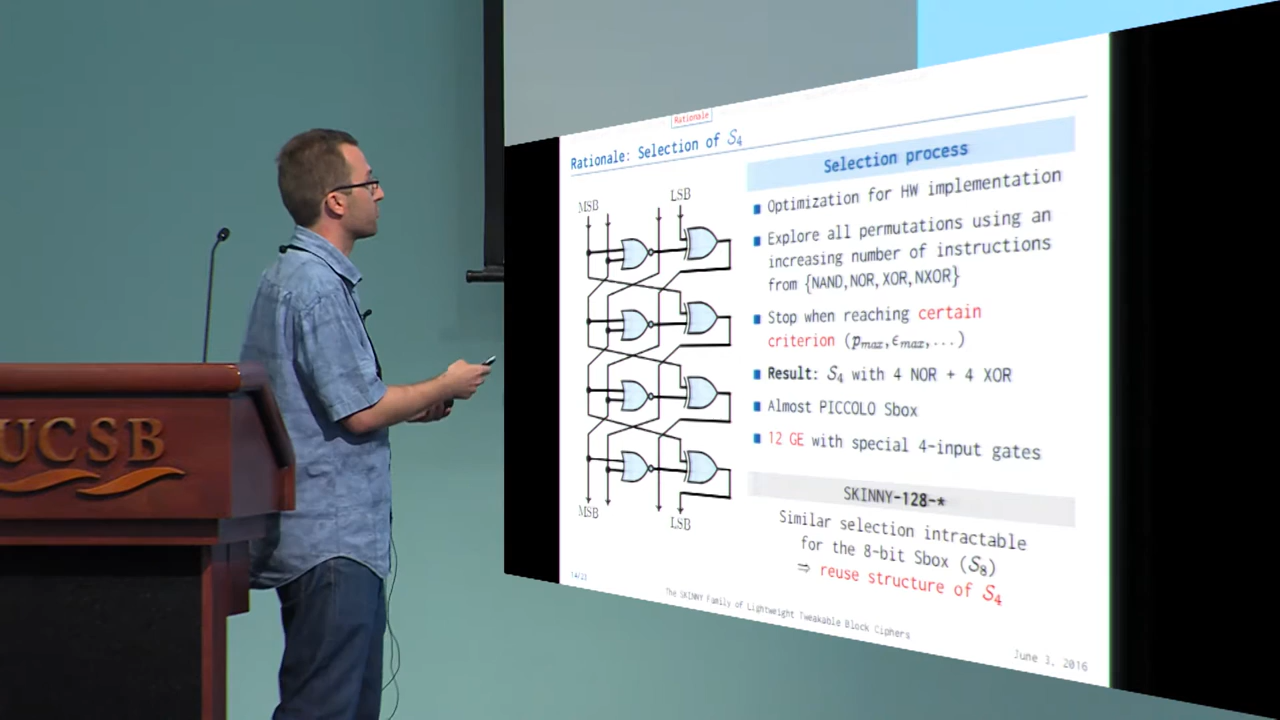 UCSB
Rationale
Rationale: Selection of S₄
MSB
LSB
MSB
LSB
Selection process
Optimization for HW implementation
Explore all permutations using an
increasing number of instructions
from {NAND,NOR,XOR,NXOR}
Stop when reaching certain
criterion (pmax,ϵmax,...)
Result: S₄ with 4 NOR + 4 XOR
Almost PICCOLO Sbox
12 GE with special 4-input gates
SKINNY-128-*
Similar selection intractable
for the 8-bit Sbox (S₈)
⇒ reuse structure of S₄
14/23
The SKINNY Family of Lightweight Tweakable Block Ciphers
June 3, 2016